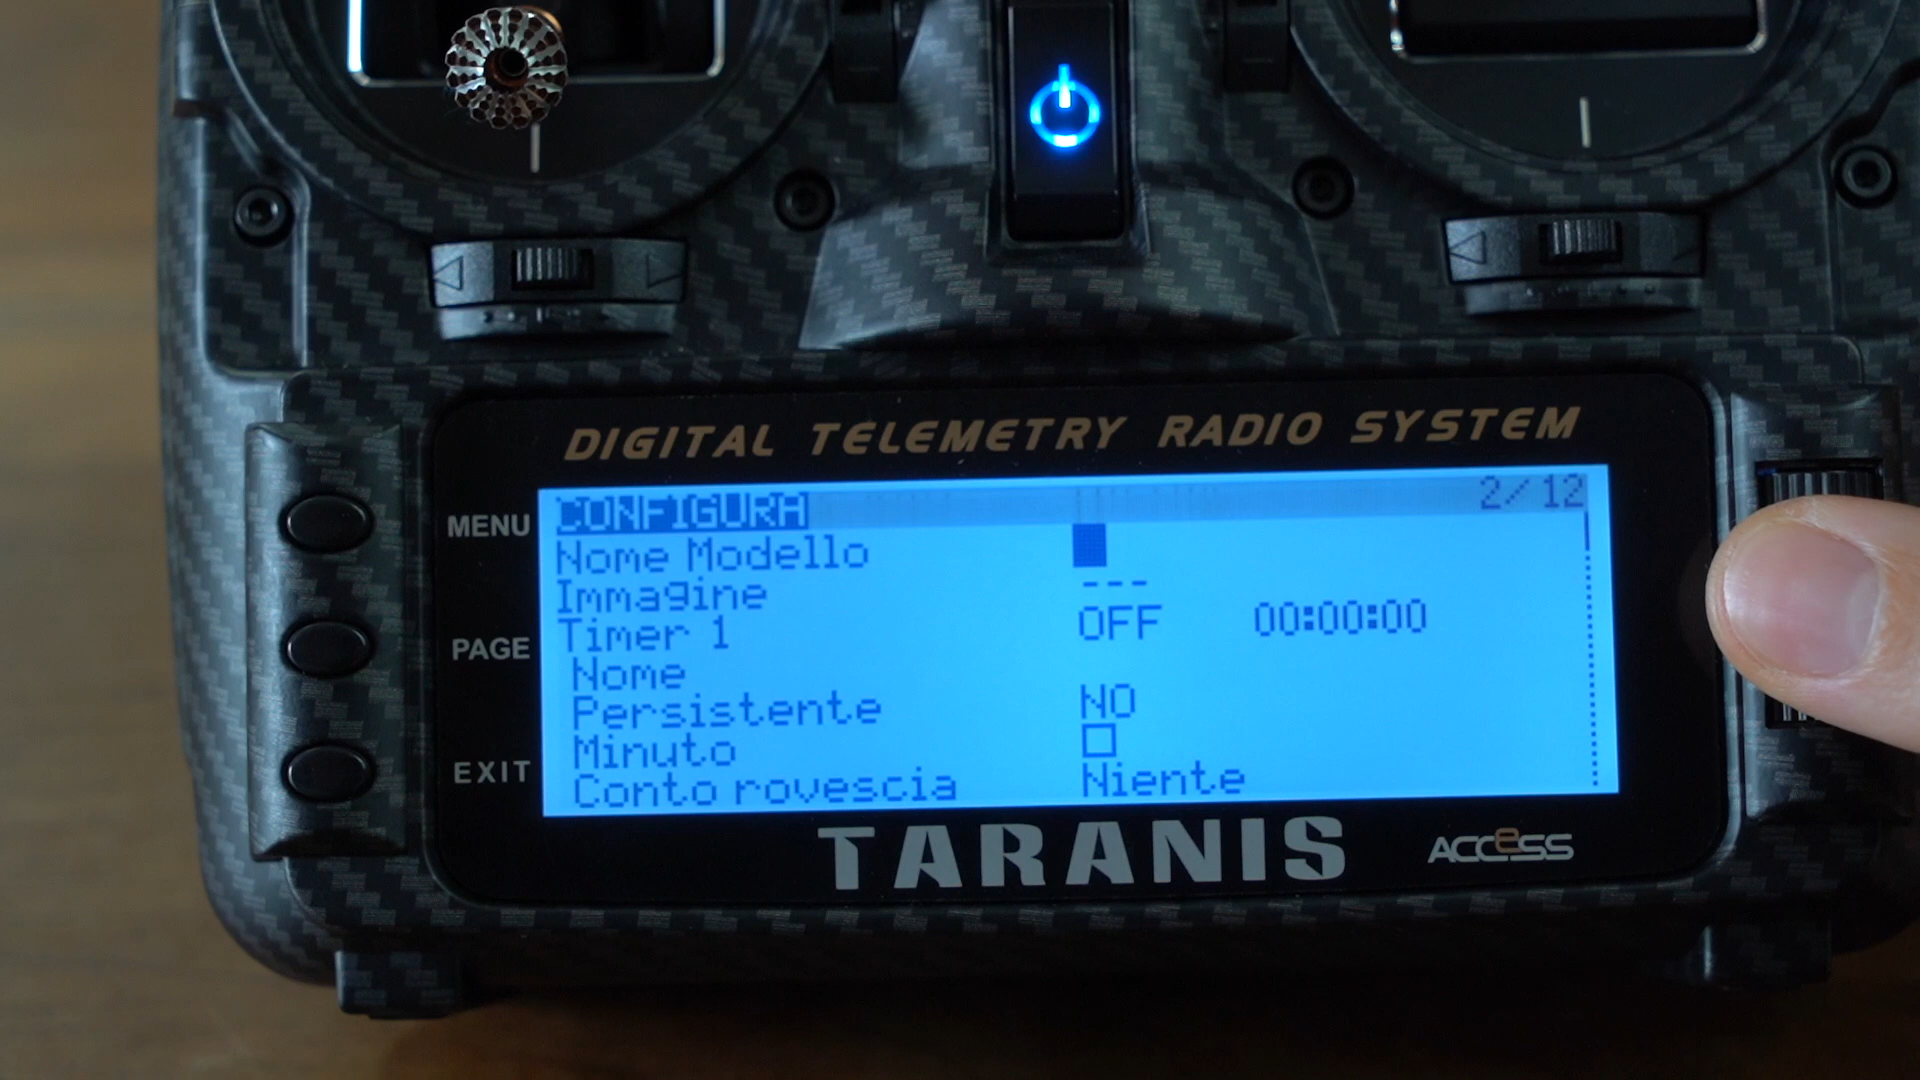 DIGITAL TELEMETRY RADIO SYSTEM
MENU
PAGE
EXIT
CONFIGURA 2/12
Nome Modello
Immagine ---
Timer 1 OFF 00:00:00
Nome
Persistente NO
Minuto
Conto rovescia Niente
TARANIS
ACCESS